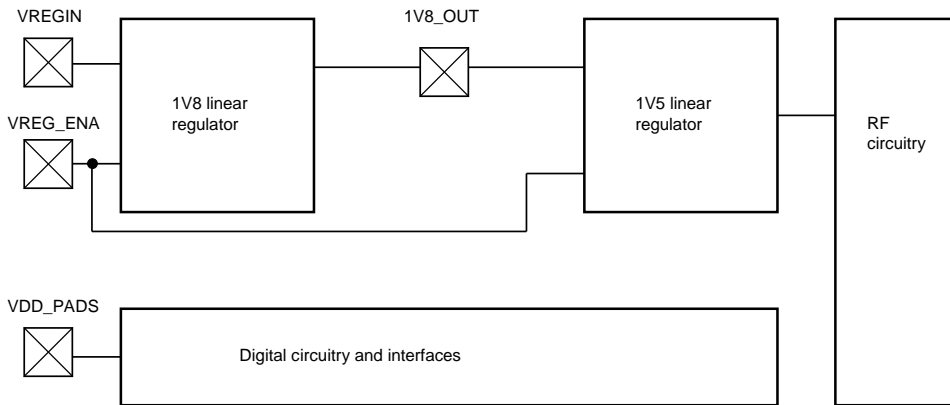 VREGIN
1V8_OUT
1V8 linear
regulator
1V5 linear
regulator
VREG_ENA
RF
circuitry
VDD_PADS
Digital circuitry and interfaces